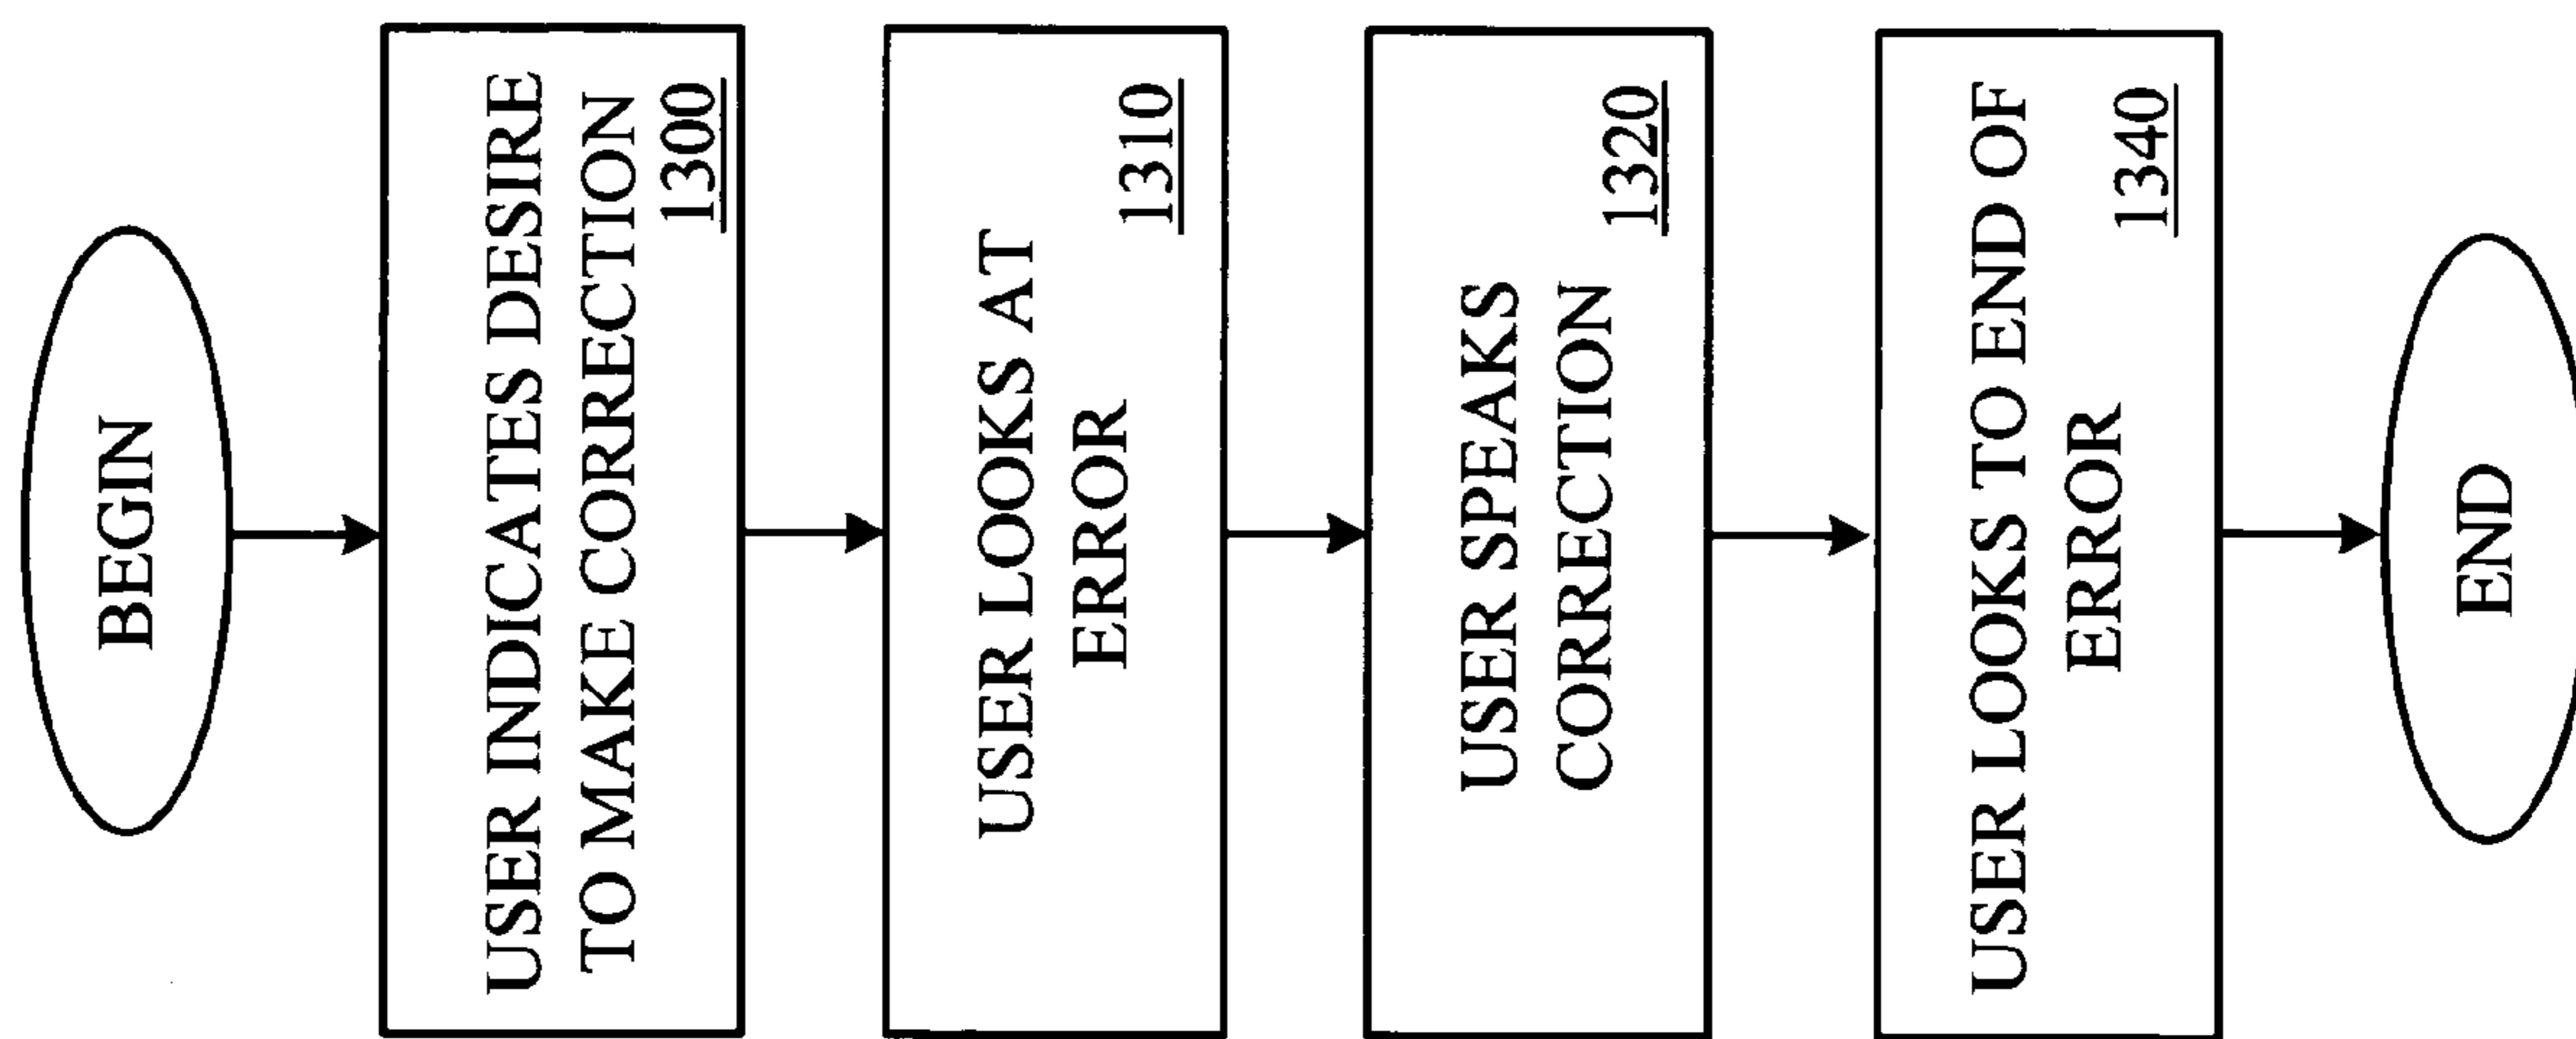 BEGIN
USER INDICATES DESIRE
TO MAKE CORRECTION
1300
USER LOOKS AT
ERROR
1310
USER SPEAKS
CORRECTION
1320
USER LOOKS TO END OF
ERROR
1340
END